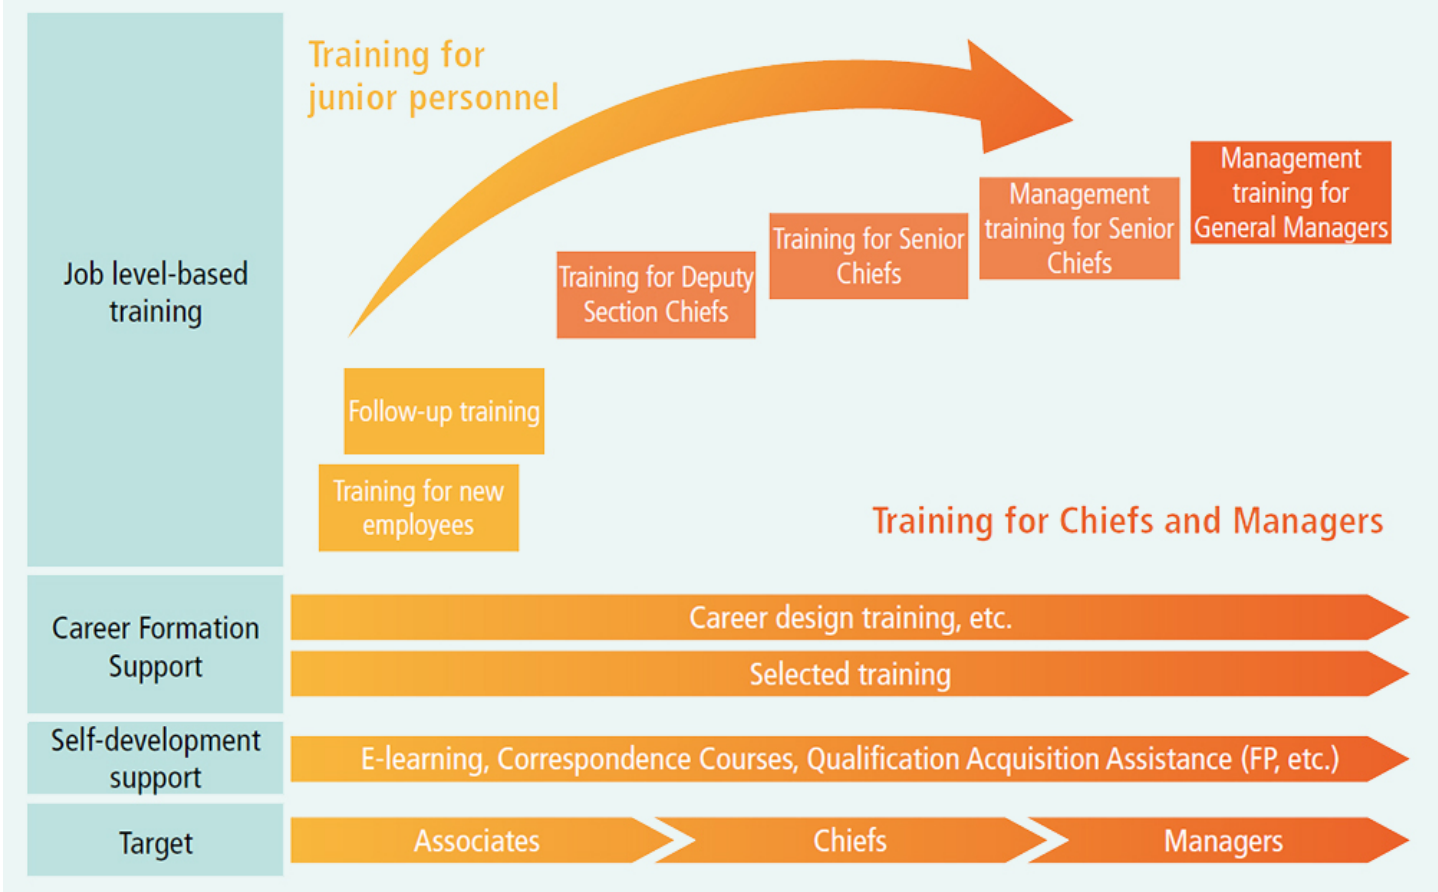 Training for
junior personnel
Job level-based
training
Management
training for
General Managers
Management
training for Senior
Chiefs
Training for Senior
Chiefs
Training for Deputy
Section Chiefs
Follow-up training
Training for new
employees
Training for Chiefs and Managers
Career Formation
Support
Career design training, etc.
Selected training
Self-development
support
E-learning, Correspondence Courses, Qualification Acquisition Assistance (FP, etc.)
Target
Associates
Chiefs
Managers